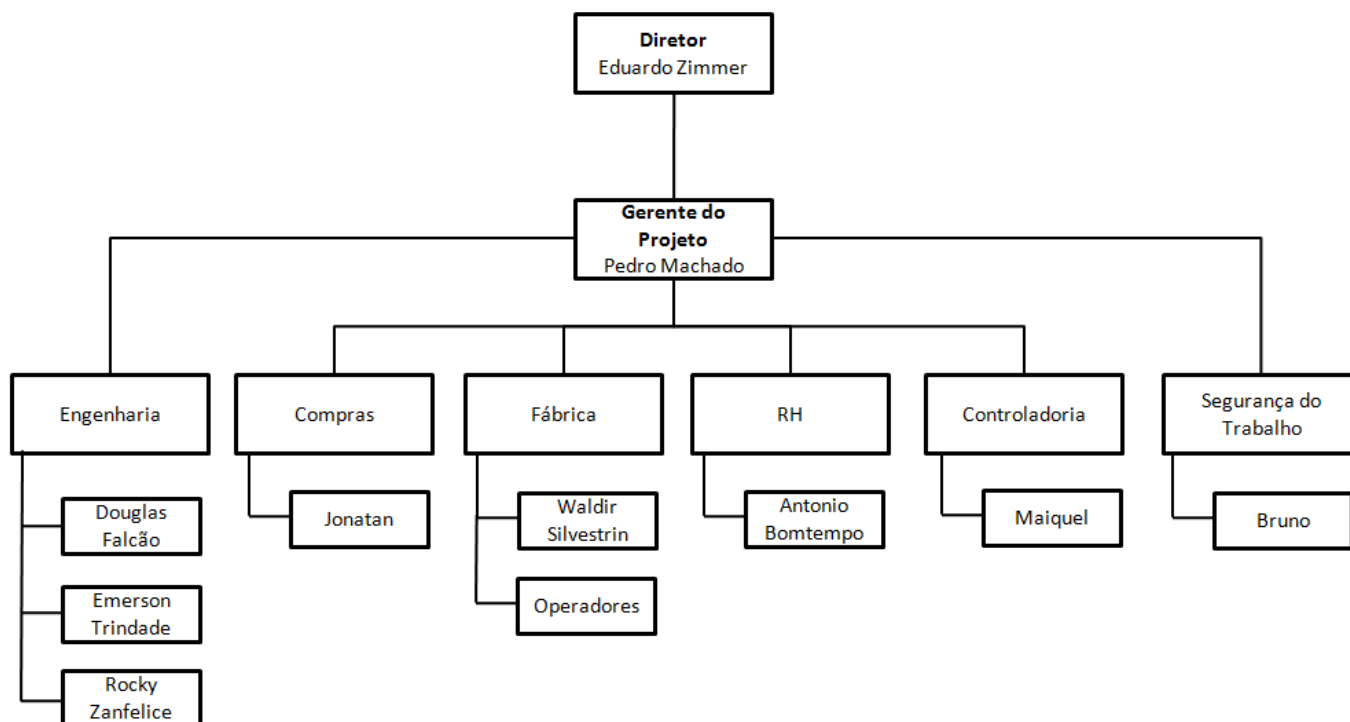 Diretor
Eduardo Zimmer
Gerente do
Projeto
Pedro Machado
Engenharia
Compras
Fábrica
RH
Controladoria
Segurança do
Trabalho
Douglas
Falcão
Jonatan
Waldir
Silvestrin
Antonio
Bomtempo
Maiquel
Bruno
Emerson
Trindade
Operadores
Rocky
Zanfelice